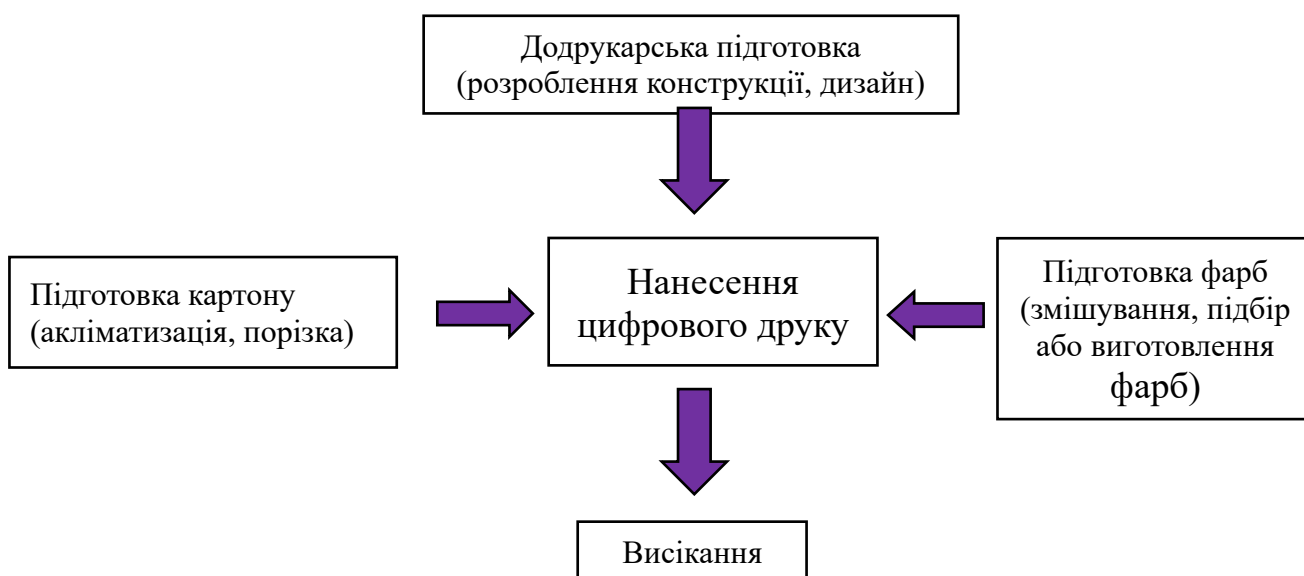 Додрукарська підготовка
(розроблення конструкції, дизайн)
Підготовка картону
(акліматизація, порізка)
Нанесення
цифрового друку
Підготовка фарб
(змішування, підбір
або виготовлення
фарб)
Висікання